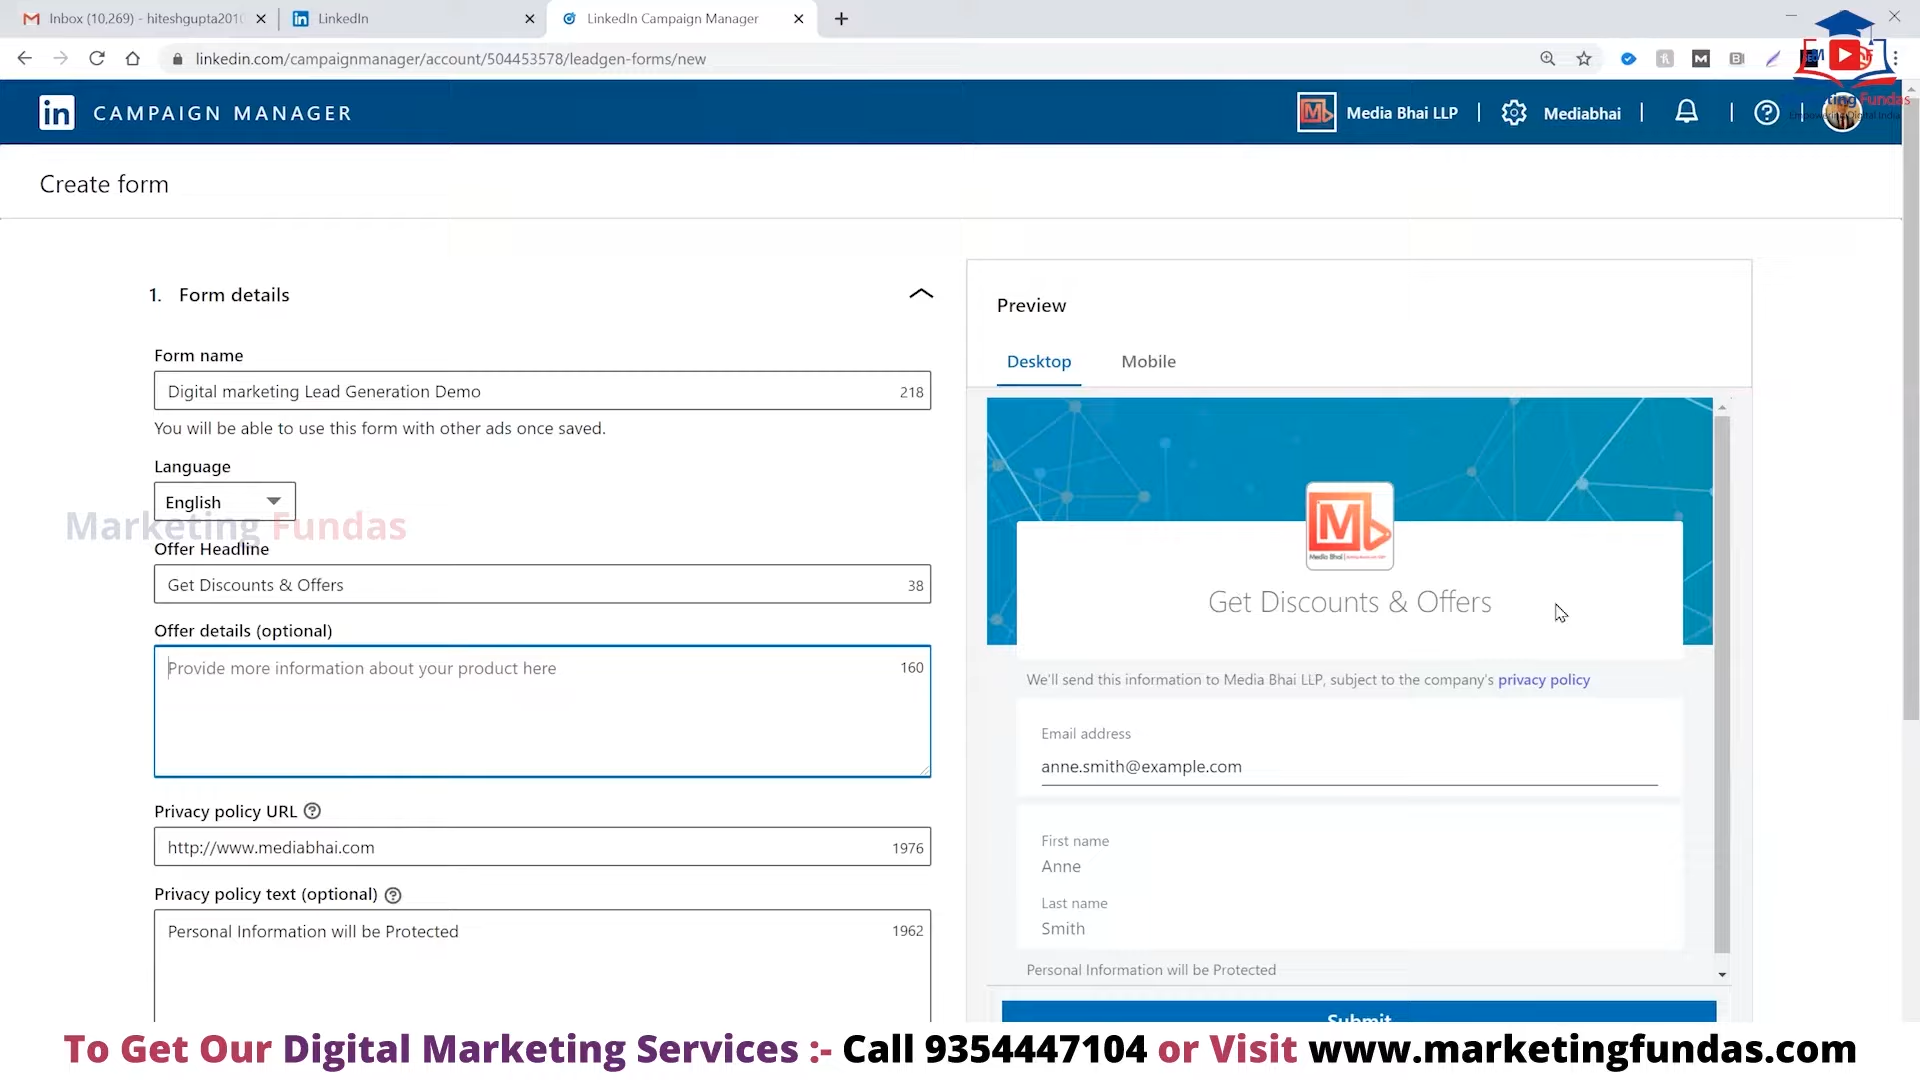 Inbox (10,269) - hiteshgupta201
LinkedIn
LinkedIn Campaign Manager
linkedin.com/campaignmanager/account/504453578/leadgen-forms/new
in CAMPAIGN MANAGER
Media Bhai LLP
Mediabhai
Create form
1. Form details
Form name
Digital marketing Lead Generation Demo
218
You will be able to use this form with other ads once saved.
Language
English
Marketing Fundas
Offer Headline
Get Discounts & Offers
38
Offer details (optional)
Provide more information about your product here
160
Privacy policy URL
http://www.mediabhai.com
1976
Privacy policy text (optional)
Personal Information will be Protected
1962
Preview
Desktop
Mobile
Media Bhai
Get Discounts & Offers
We'll send this information to Media Bhai LLP, subject to the company's privacy policy
Email address
anne.smith@example.com
First name
Anne
Last name
Smith
Personal Information will be Protected
Submit
To Get Our Digital Marketing Services :- Call 9354447104 or Visit www.marketingfundas.com